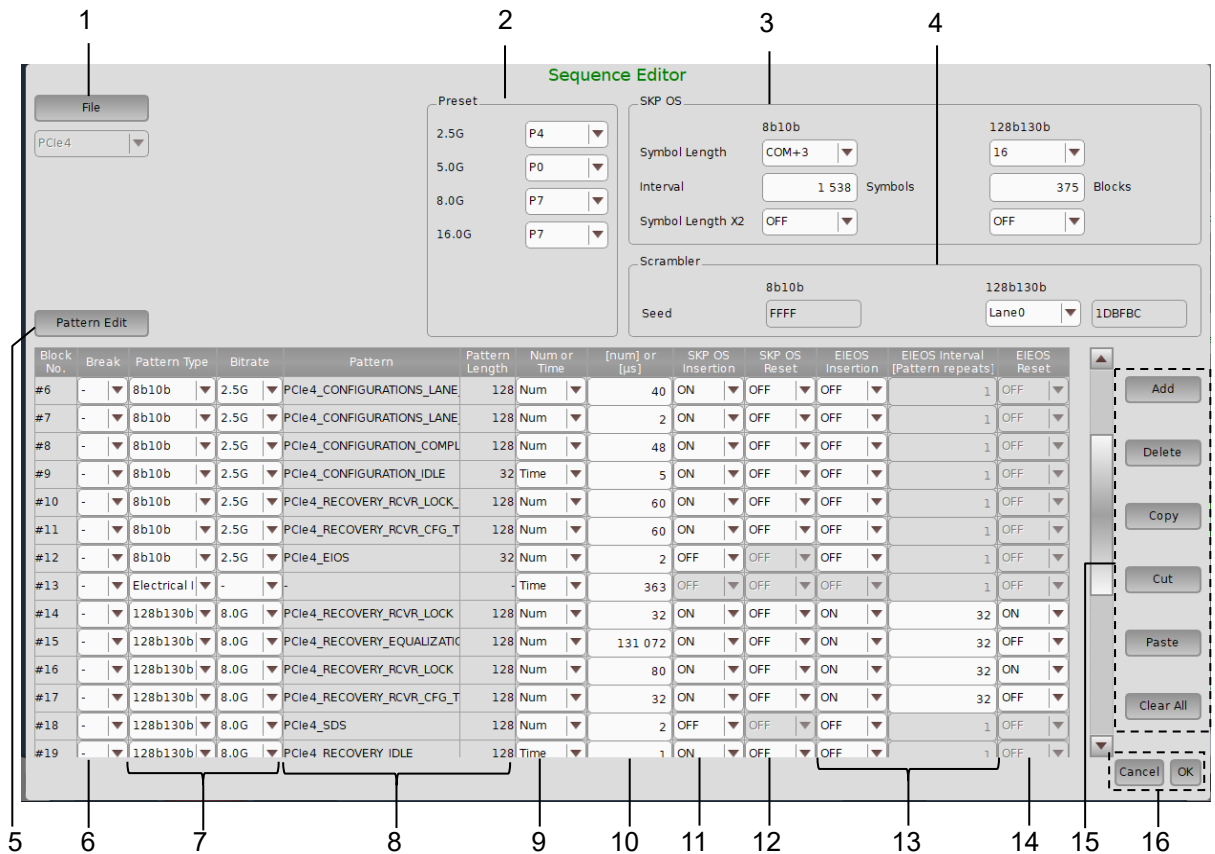 1 2 3 4
Sequence Editor
File
PCIe4
Preset
2.5G P4
5.0G P0
8.0G P7
16.0G P7
SKP OS
8b10b 128b130b
Symbol Length COM+3 16
Interval 1 538 Symbols 375 Blocks
Symbol Length X2 OFF OFF
Scrambler
8b10b 128b130b
Seed FFFF Lane0 1DBFBC
Pattern Edit
Block No. Break Pattern Type Bitrate Pattern Pattern Length Num or Time [num] or [µs] SKP OS Insertion SKP OS Reset EIEOS Insertion EIEOS Interval [Pattern repeats] EIEOS Reset
#6 - 8b10b 2.5G PCIe4_CONFIGURATIONS_LANE_ 128 Num 40 ON OFF OFF 1 OFF
#7 - 8b10b 2.5G PCIe4_CONFIGURATIONS_LANE_ 128 Num 2 ON OFF OFF 1 OFF
#8 - 8b10b 2.5G PCIe4_CONFIGURATION_COMPL 128 Num 48 ON OFF OFF 1 OFF
#9 - 8b10b 2.5G PCIe4_CONFIGURATION_IDLE 32 Time 5 ON OFF OFF 1 OFF
#10 - 8b10b 2.5G PCIe4_RECOVERY_RCVR_LOCK_ 128 Num 60 ON OFF OFF 1 OFF
#11 - 8b10b 2.5G PCIe4_RECOVERY_RCVR_CFG_T 128 Num 60 ON OFF OFF 1 OFF
#12 - 8b10b 2.5G PCIe4_EIOS 32 Num 2 OFF OFF OFF 1 OFF
#13 - Electrical I - - - Time 363 OFF OFF OFF 1 OFF
#14 - 128b130b 8.0G PCIe4_RECOVERY_RCVR_LOCK 128 Num 32 ON OFF ON 32 ON
#15 - 128b130b 8.0G PCIe4_RECOVERY_EQUALIZATIO 128 Num 131 072 ON OFF ON 32 OFF
#16 - 128b130b 8.0G PCIe4_RECOVERY_RCVR_LOCK 128 Num 80 ON OFF ON 32 ON
#17 - 128b130b 8.0G PCIe4_RECOVERY_RCVR_CFG_T 128 Num 32 ON OFF ON 32 OFF
#18 - 128b130b 8.0G PCIe4_SDS 128 Num 2 OFF OFF OFF 1 OFF
#19 - 128b130b 8.0G PCIe4_RECOVERY_IDLE 128 Time 1 ON OFF OFF 1 OFF
Add
Delete
Copy
Cut
Paste
Clear All
Cancel OK
5 6 7 8 9 10 11 12 13 14 15 16